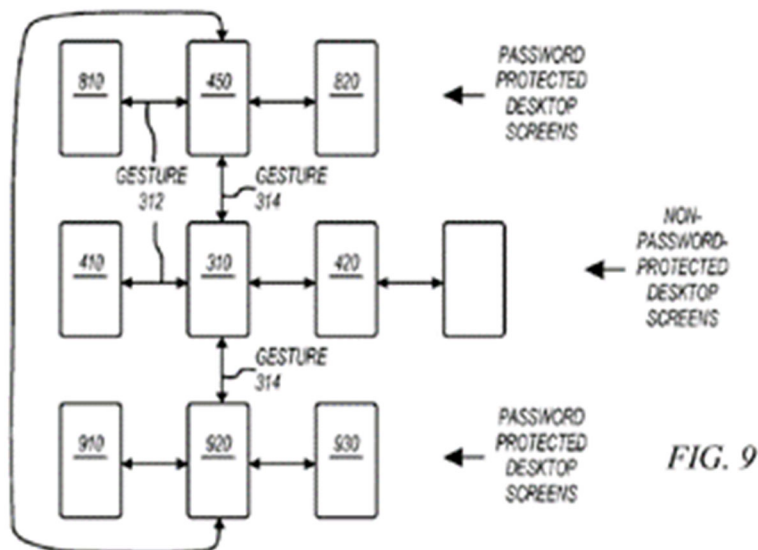 810 450 820
PASSWORD
PROTECTED
DESKTOP
SCREENS
GESTURE
312
GESTURE
314
410 310 420
NON-
PASSWORD-
PROTECTED
DESKTOP
SCREENS
GESTURE
314
910 920 930
PASSWORD
PROTECTED
DESKTOP
SCREENS
FIG. 9